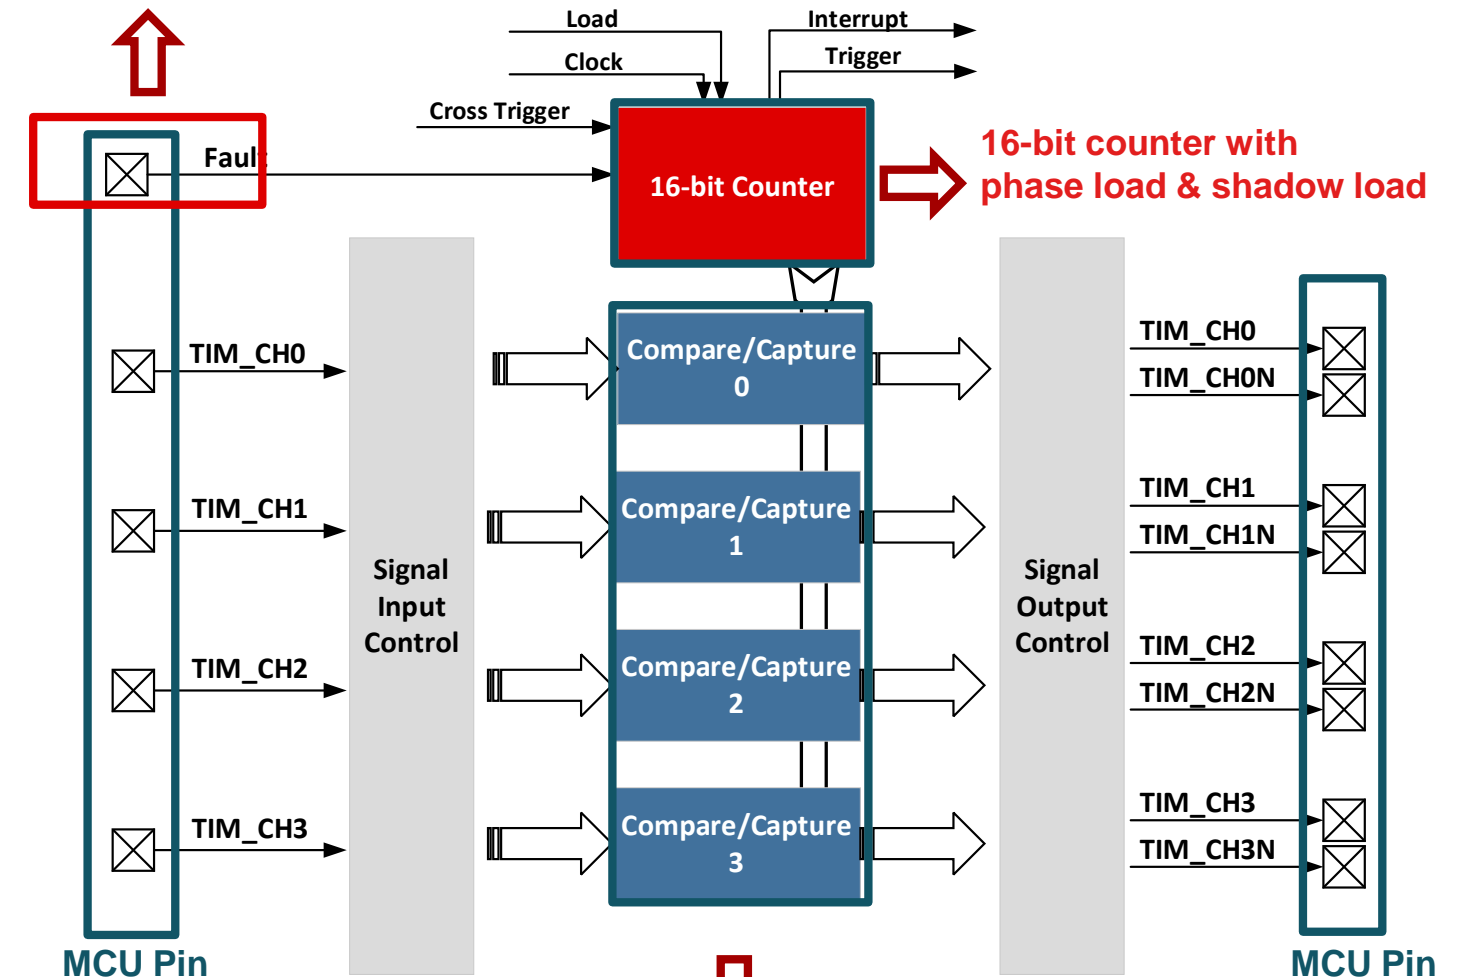 Load
Interrupt
Clock
Trigger
Cross Trigger
Fault
16-bit Counter
16-bit counter with
phase load & shadow load
TIM_CH0
TIM_CH1
TIM_CH2
TIM_CH3
MCU Pin
Signal
Input
Control
Compare/Capture
0
Compare/Capture
1
Compare/Capture
2
Compare/Capture
3
Signal
Output
Control
TIM_CH0
TIM_CH0N
TIM_CH1
TIM_CH1N
TIM_CH2
TIM_CH2N
TIM_CH3
TIM_CH3N
MCU Pin